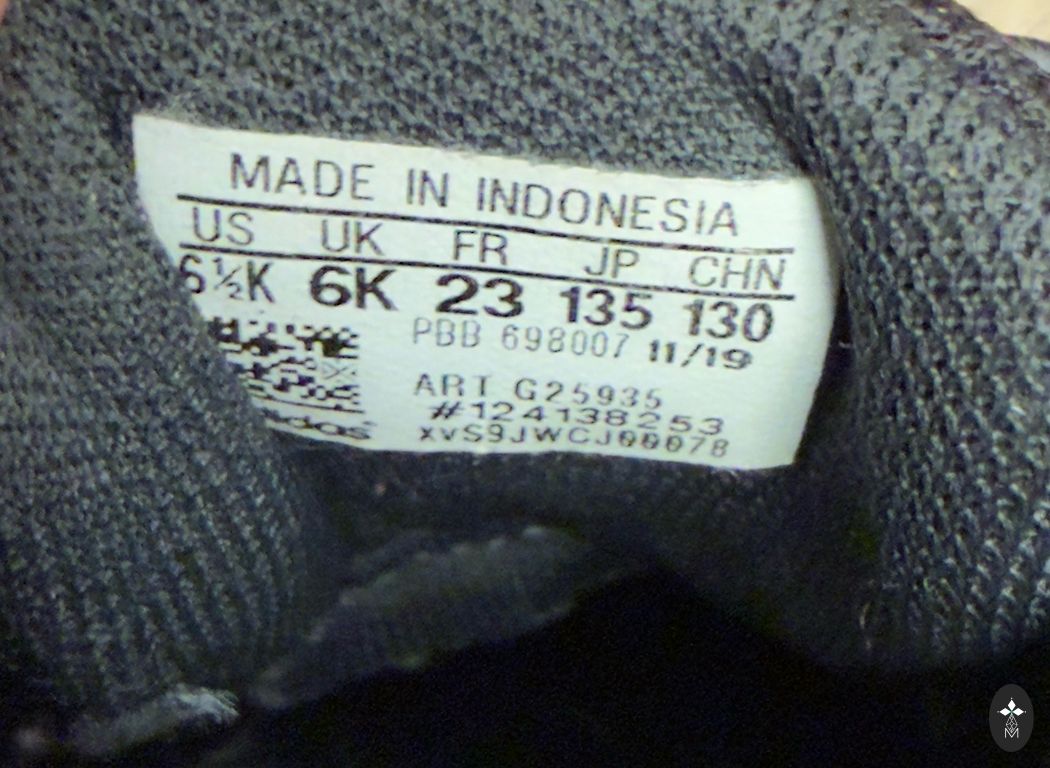 MADE IN INDONESIA
US UK FR JP CHN
6½K 6K 23 135 130
PBB 698007 11/19
ART G25935
#124138253
xvS9JWCJ00078
adidas
M